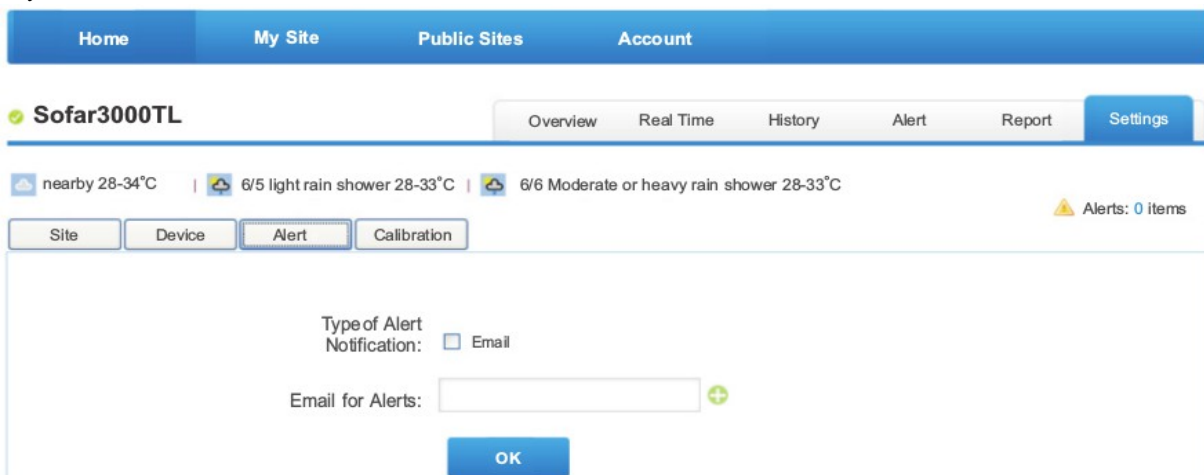 Home My Site Public Sites Account
Sofar3000TL
Overview Real Time History Alert Report Settings
nearby 28-34°C | 6/5 light rain shower 28-33°C | 6/6 Moderate or heavy rain shower 28-33°C
Alerts: 0 items
Site Device Alert Calibration
Type of Alert
Notification: Email
Email for Alerts:
OK